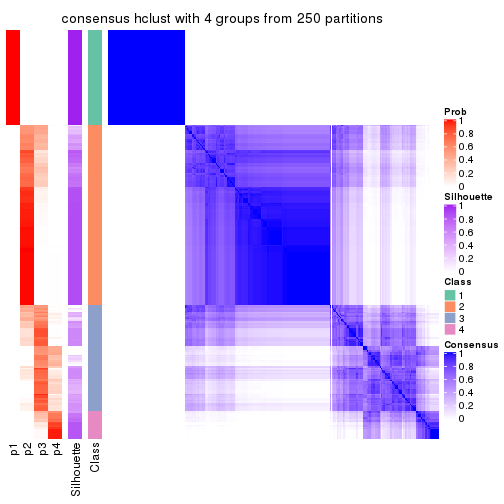 consensus hclust with 4 groups from 250 partitions
Prob
1
0.8
0.6
0.4
0.2
0
Silhouette
1
0.8
0.6
0.4
0.2
0
Class
1
2
3
4
Consensus
1
0.8
0.6
0.4
0.2
0
p1
p2
p3
p4
Silhouette
Class